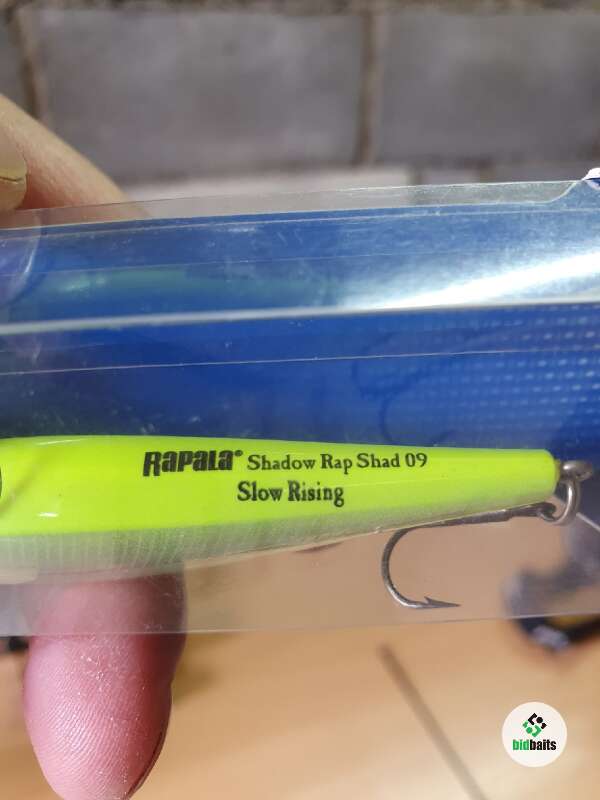 Rapala® Shadow Rap Shad 09
Slow Rising
bidbaits